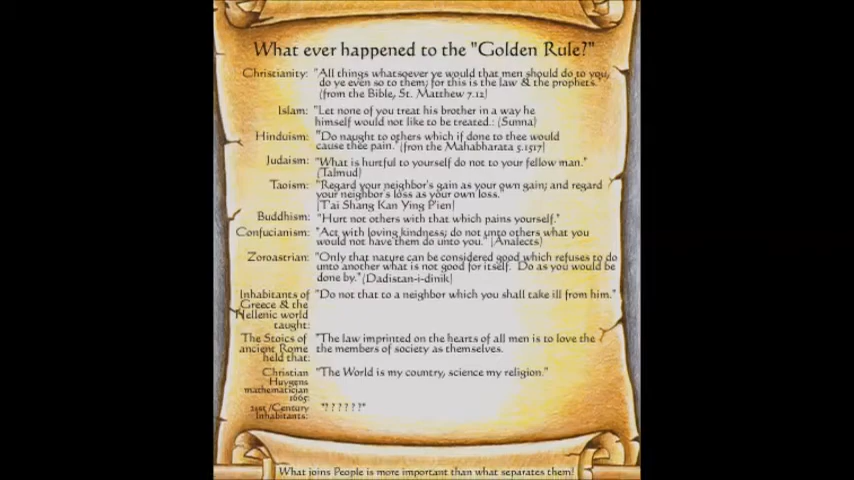 What ever happened to the "Golden Rule?"
Christianity: "All things whatsoever ye would that men should do to you,
do ye even so to them; for this is the law & the prophets."
(from the Bible, St. Matthew 7.12)
Islam: "Let none of you treat his brother in a way he
himself would not like to be treated.: (Sunna)
Hinduism: "Do naught to others which if done to thee would
cause thee pain." (from the Mahabharata 5.1517)
Judaism: "What is hurtful to yourself do not to your fellow man."
(Talmud)
Taoism: "Regard your neighbor's gain as your own gain; and regard
your neighbor's loss as your own loss."
(T'ai Shang Kan Ying P'ien)
Buddhism: "Hurt not others with that which pains yourself."
Confucianism: "Act with loving kindness; do not unto others what you
would not have them do unto you." (Analects)
Zoroastrian: "Only that nature can be considered good which refuses to do
unto another what is not good for itself. Do as you would be
done by." (Dadistan-i-dinik)
Inhabitants of "Do not that to a neighbor which you shall take ill from him."
Greece & the
Hellenic world
taught:
The Stoics of "The law imprinted on the hearts of all men is to love the
ancient Rome the members of society as themselves.
held that:
Christian "The World is my country, science my religion."
Huygens
mathematician
1665:
21st /Century "??????"
Inhabitants:
What joins People is more important than what separates them!